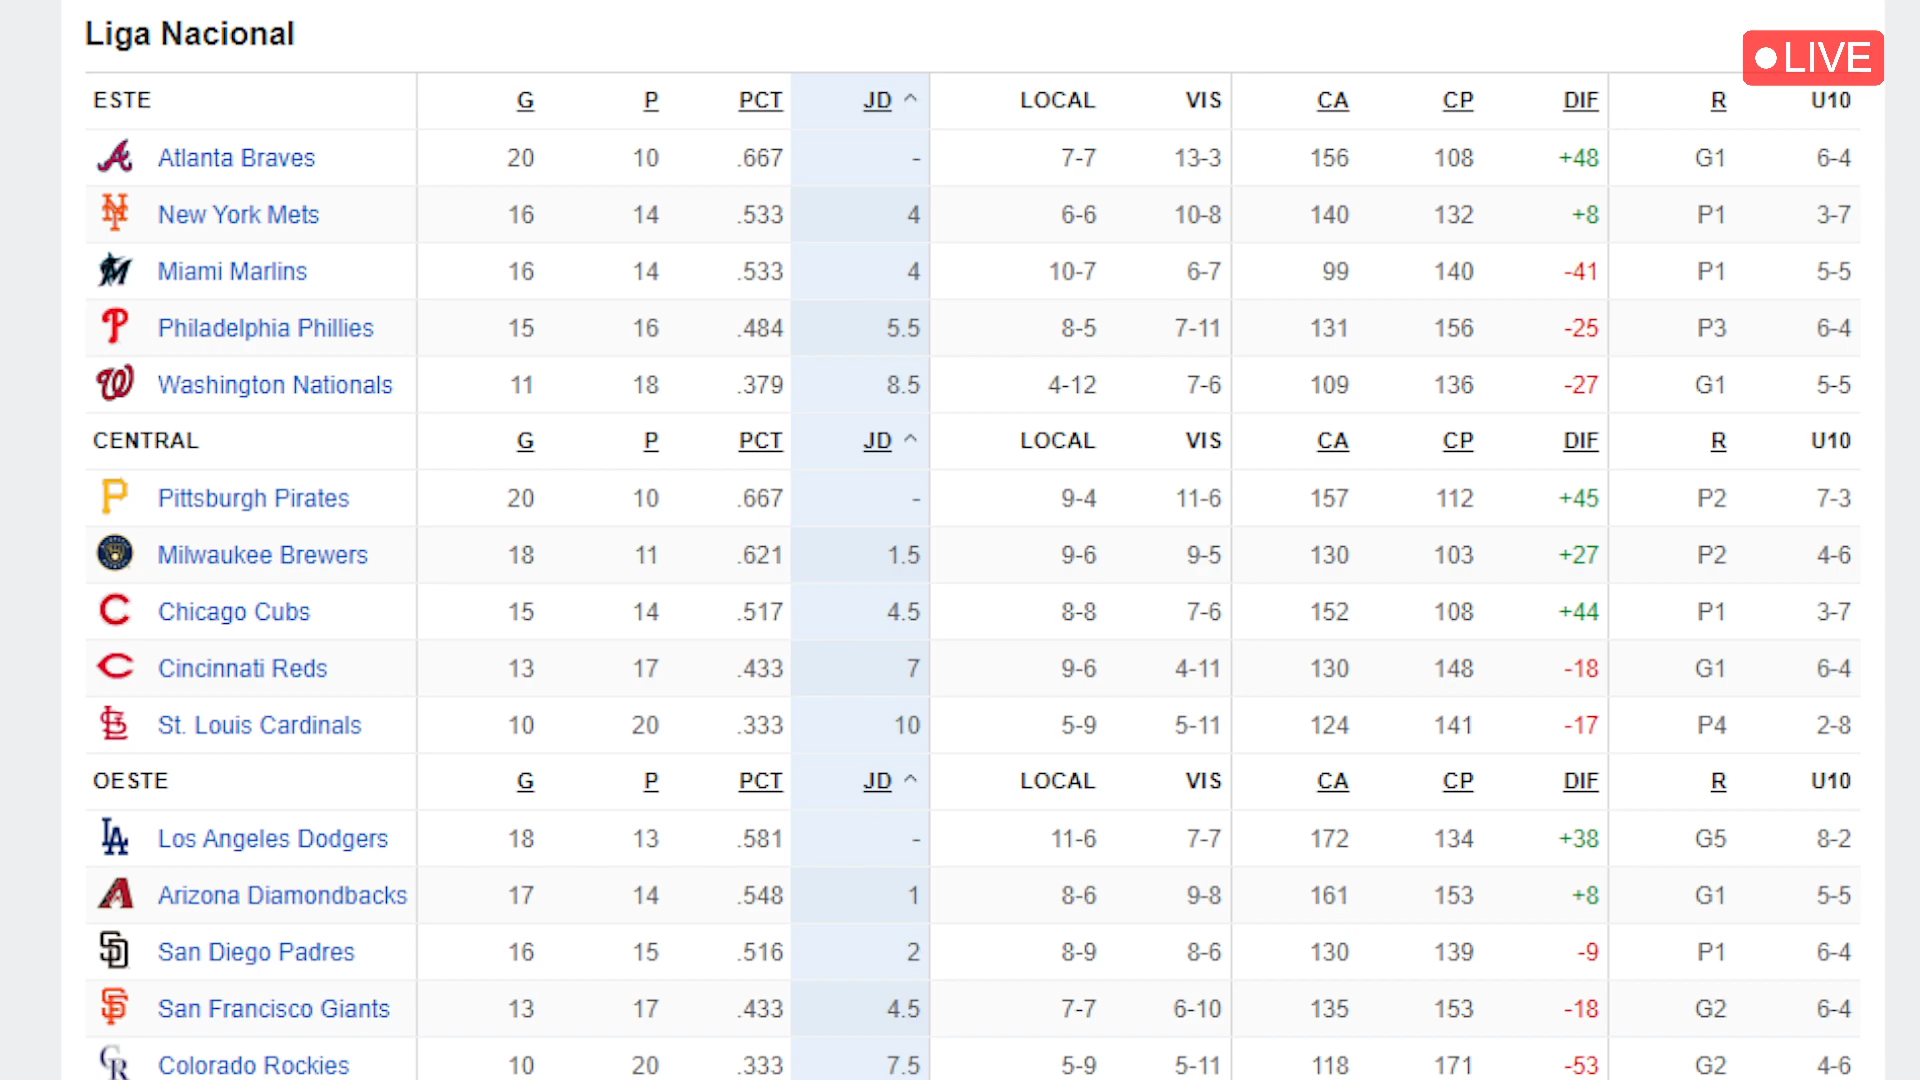 Liga Nacional
LIVE
ESTE G P PCT JD LOCAL VIS CA CP DIF R U10
Atlanta Braves 20 10 .667 - 7-7 13-3 156 108 +48 G1 6-4
New York Mets 16 14 .533 4 6-6 10-8 140 132 +8 P1 3-7
Miami Marlins 16 14 .533 4 10-7 6-7 99 140 -41 P1 5-5
Philadelphia Phillies 15 16 .484 5.5 8-5 7-11 131 156 -25 P3 6-4
Washington Nationals 11 18 .379 8.5 4-12 7-6 109 136 -27 G1 5-5
CENTRAL G P PCT JD LOCAL VIS CA CP DIF R U10
Pittsburgh Pirates 20 10 .667 - 9-4 11-6 157 112 +45 P2 7-3
Milwaukee Brewers 18 11 .621 1.5 9-6 9-5 130 103 +27 P2 4-6
Chicago Cubs 15 14 .517 4.5 8-8 7-6 152 108 +44 P1 3-7
Cincinnati Reds 13 17 .433 7 9-6 4-11 130 148 -18 G1 6-4
St. Louis Cardinals 10 20 .333 10 5-9 5-11 124 141 -17 P4 2-8
OESTE G P PCT JD LOCAL VIS CA CP DIF R U10
Los Angeles Dodgers 18 13 .581 - 11-6 7-7 172 134 +38 G5 8-2
Arizona Diamondbacks 17 14 .548 1 8-6 9-8 161 153 +8 G1 5-5
San Diego Padres 16 15 .516 2 8-9 8-6 130 139 -9 P1 6-4
San Francisco Giants 13 17 .433 4.5 7-7 6-10 135 153 -18 G2 6-4
Colorado Rockies 10 20 .333 7.5 5-9 5-11 118 171 -53 G2 4-6